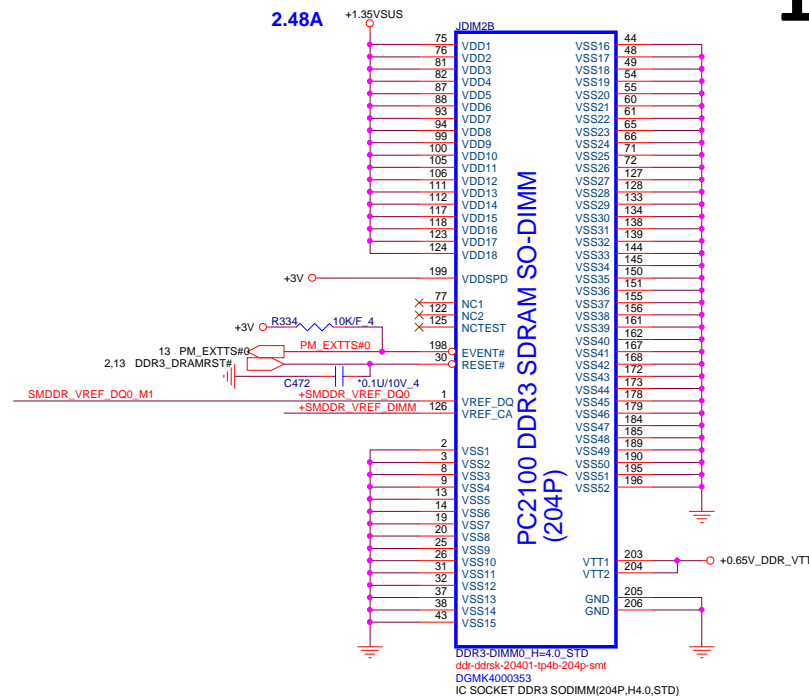 2.48A
+1.35VSUS
JDIM2B
75 VDD1
76 VDD2
81 VDD3
82 VDD4
87 VDD5
88 VDD6
93 VDD7
94 VDD8
99 VDD9
100 VDD10
105 VDD11
106 VDD12
111 VDD13
112 VDD14
117 VDD15
118 VDD16
123 VDD17
124 VDD18
+3V 199 VDDSPD
77 NC1
122 NC2
125 NCTEST
+3V R334 10K/F_4
13 PM_EXTTS#0 PM_EXTTS#0 198 EVENT#
2,13 DDR3_DRAMRST# 30 RESET#
C472 *0.1U/10V_4
SMDDR_VREF_DQ0_M1 +SMDDR_VREF_DQ0 1 VREF_DQ
+SMDDR_VREF_DIMM 126 VREF_CA
2 VSS1
3 VSS2
8 VSS3
9 VSS4
13 VSS5
14 VSS6
19 VSS7
20 VSS8
25 VSS9
26 VSS10
31 VSS11
32 VSS12
37 VSS13
38 VSS14
43 VSS15
PC2100 DDR3 SDRAM SO-DIMM
(204P)
VSS16 44
VSS17 48
VSS18 49
VSS19 54
VSS20 55
VSS21 60
VSS22 61
VSS23 65
VSS24 66
VSS25 71
VSS26 72
VSS27 127
VSS28 128
VSS29 133
VSS30 134
VSS31 138
VSS32 139
VSS33 144
VSS34 145
VSS35 150
VSS36 151
VSS37 155
VSS38 156
VSS39 161
VSS40 162
VSS41 167
VSS42 168
VSS43 172
VSS44 173
VSS45 178
VSS46 179
VSS47 184
VSS48 185
VSS49 189
VSS50 190
VSS51 195
VSS52 196
VTT1 203
VTT2 204
+0.65V_DDR_VTT
GND 205
GND 206
DDR3-DIMM0_H=4.0_STD
ddr-ddrsk-20401-tp4b-204p-smt
DGMK4000353
IC SOCKET DDR3 SODIMM(204P,H4.0,STD)